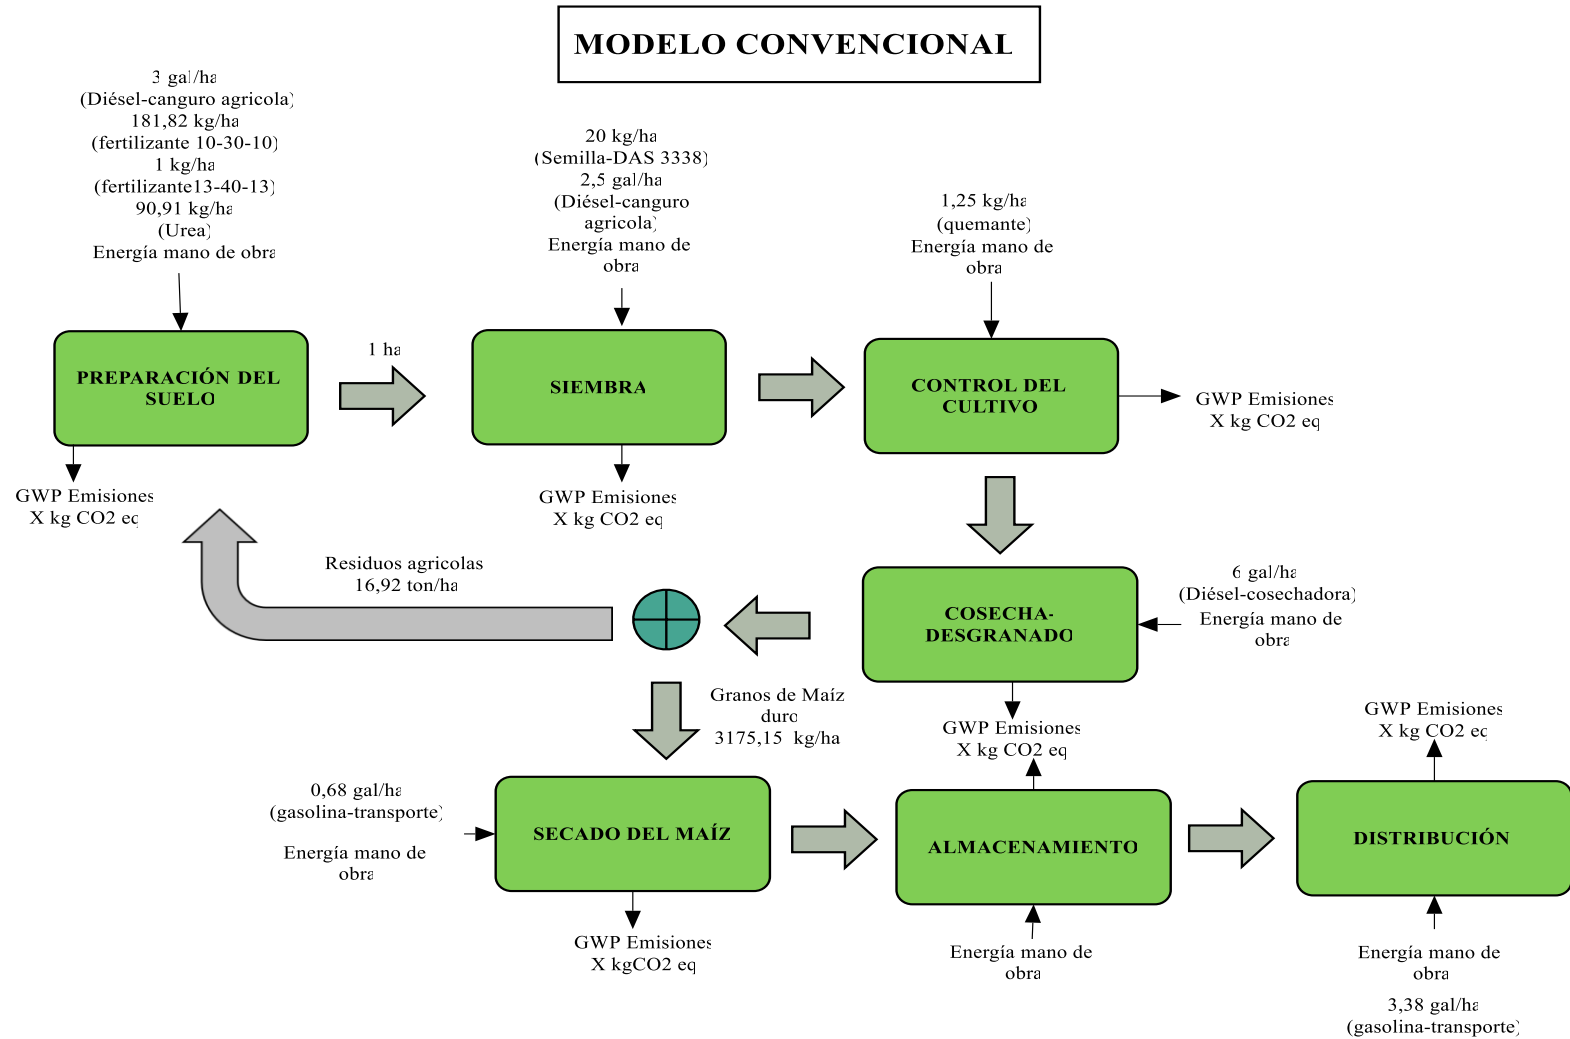 MODELO CONVENCIONAL
3 gal/ha
(Diésel-canguro agricola)
181,82 kg/ha
(fertilizante 10-30-10)
1 kg/ha
(fertilizante13-40-13)
90,91 kg/ha
(Urea)
Energía mano de obra
20 kg/ha
(Semilla-DAS 3338)
2,5 gal/ha
(Diésel-canguro
agricola)
Energía mano de
obra
1,25 kg/ha
(quemante)
Energía mano de
obra
PREPARACIÓN DEL
SUELO
1 ha
SIEMBRA
CONTROL DEL
CULTIVO
GWP Emisiones
X kg CO2 eq
GWP Emisiones
X kg CO2 eq
GWP Emisiones
X kg CO2 eq
Residuos agricolas
16,92 ton/ha
COSECHA-
DESGRANADO
6 gal/ha
(Diésel-cosechadora)
Energía mano de
obra
Granos de Maíz
duro
3175,15 kg/ha
GWP Emisiones
X kg CO2 eq
GWP Emisiones
X kg CO2 eq
0,68 gal/ha
(gasolina-transporte)
Energía mano de
obra
SECADO DEL MAÍZ
ALMACENAMIENTO
DISTRIBUCIÓN
GWP Emisiones
X kgCO2 eq
Energía mano de
obra
Energía mano de
obra
3,38 gal/ha
(gasolina-transporte)